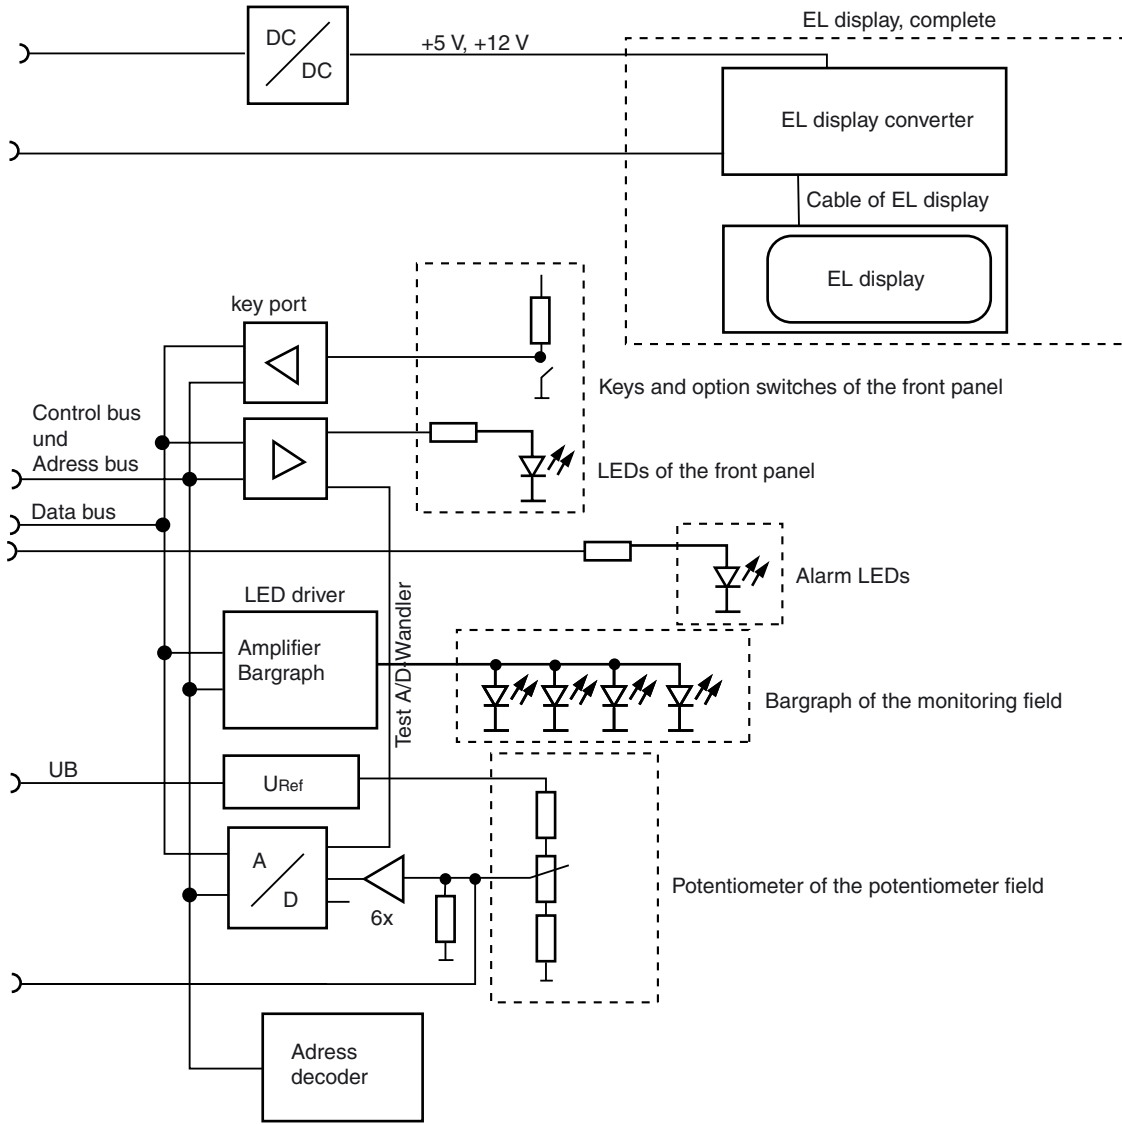 EL display, complete
DC
DC
+5 V, +12 V
EL display converter
Cable of EL display
EL display
key port
Keys and option switches of the front panel
Control bus
und
Adress bus
LEDs of the front panel
Data bus
Alarm LEDs
LED driver
Amplifier
Bargraph
Test A/D-Wandler
Bargraph of the monitoring field
UB
URef
A
D
6x
Potentiometer of the potentiometer field
Adress
decoder